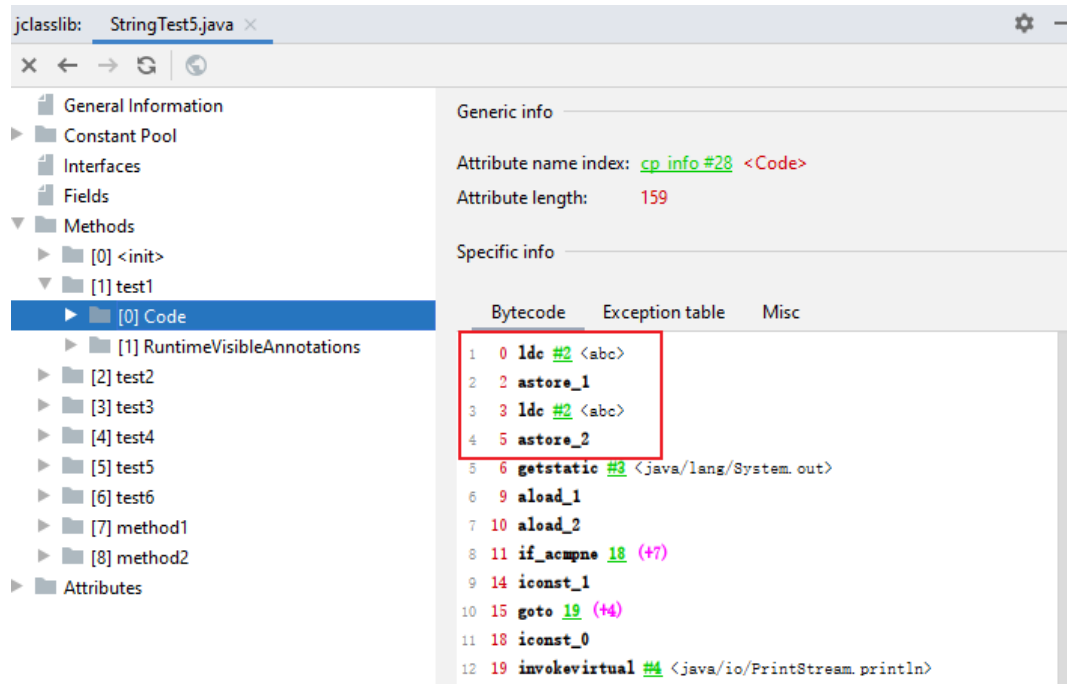 jclasslib: StringTest5.java
General Information
Constant Pool
Interfaces
Fields
Methods
[0] <init>
[1] test1
[0] Code
[1] RuntimeVisibleAnnotations
[2] test2
[3] test3
[4] test4
[5] test5
[6] test6
[7] method1
[8] method2
Attributes
Generic info
Attribute name index: cp info #28 <Code>
Attribute length: 159
Specific info
Bytecode Exception table Misc
1 0 ldc #2 <abc>
2 2 astore_1
3 3 ldc #2 <abc>
4 5 astore_2
5 6 getstatic #3 <java/lang/System.out>
6 9 aload_1
7 10 aload_2
8 11 if_acmpne 18 (+7)
9 14 iconst_1
10 15 goto 19 (+4)
11 18 iconst_0
12 19 invokevirtual #4 <java/io/PrintStream.println>